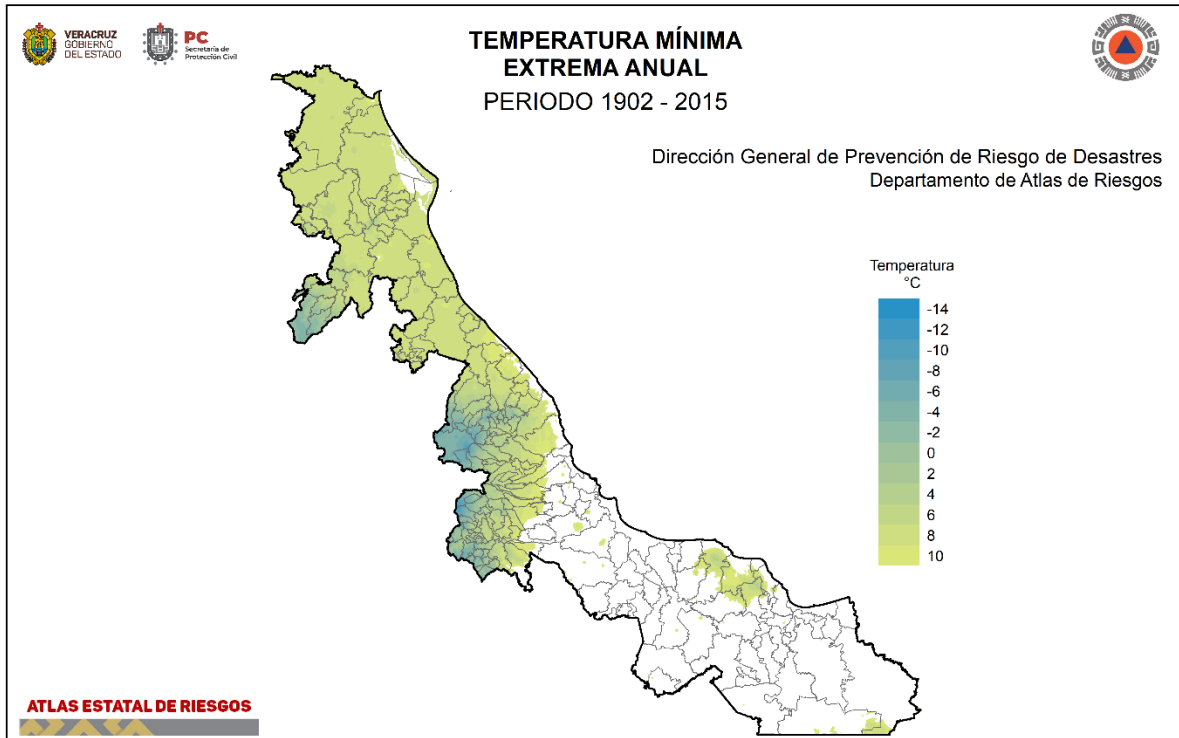 VERACRUZ
GOBIERNO
DEL ESTADO
PC
Secretaría de
Protección Civil
TEMPERATURA MÍNIMA
EXTREMA ANUAL
PERIODO 1902 - 2015
Dirección General de Prevención de Riesgo de Desastres
Departamento de Atlas de Riesgos
Temperatura
°C
-14
-12
-10
-8
-6
-4
-2
0
2
4
6
8
10
ATLAS ESTATAL DE RIESGOS